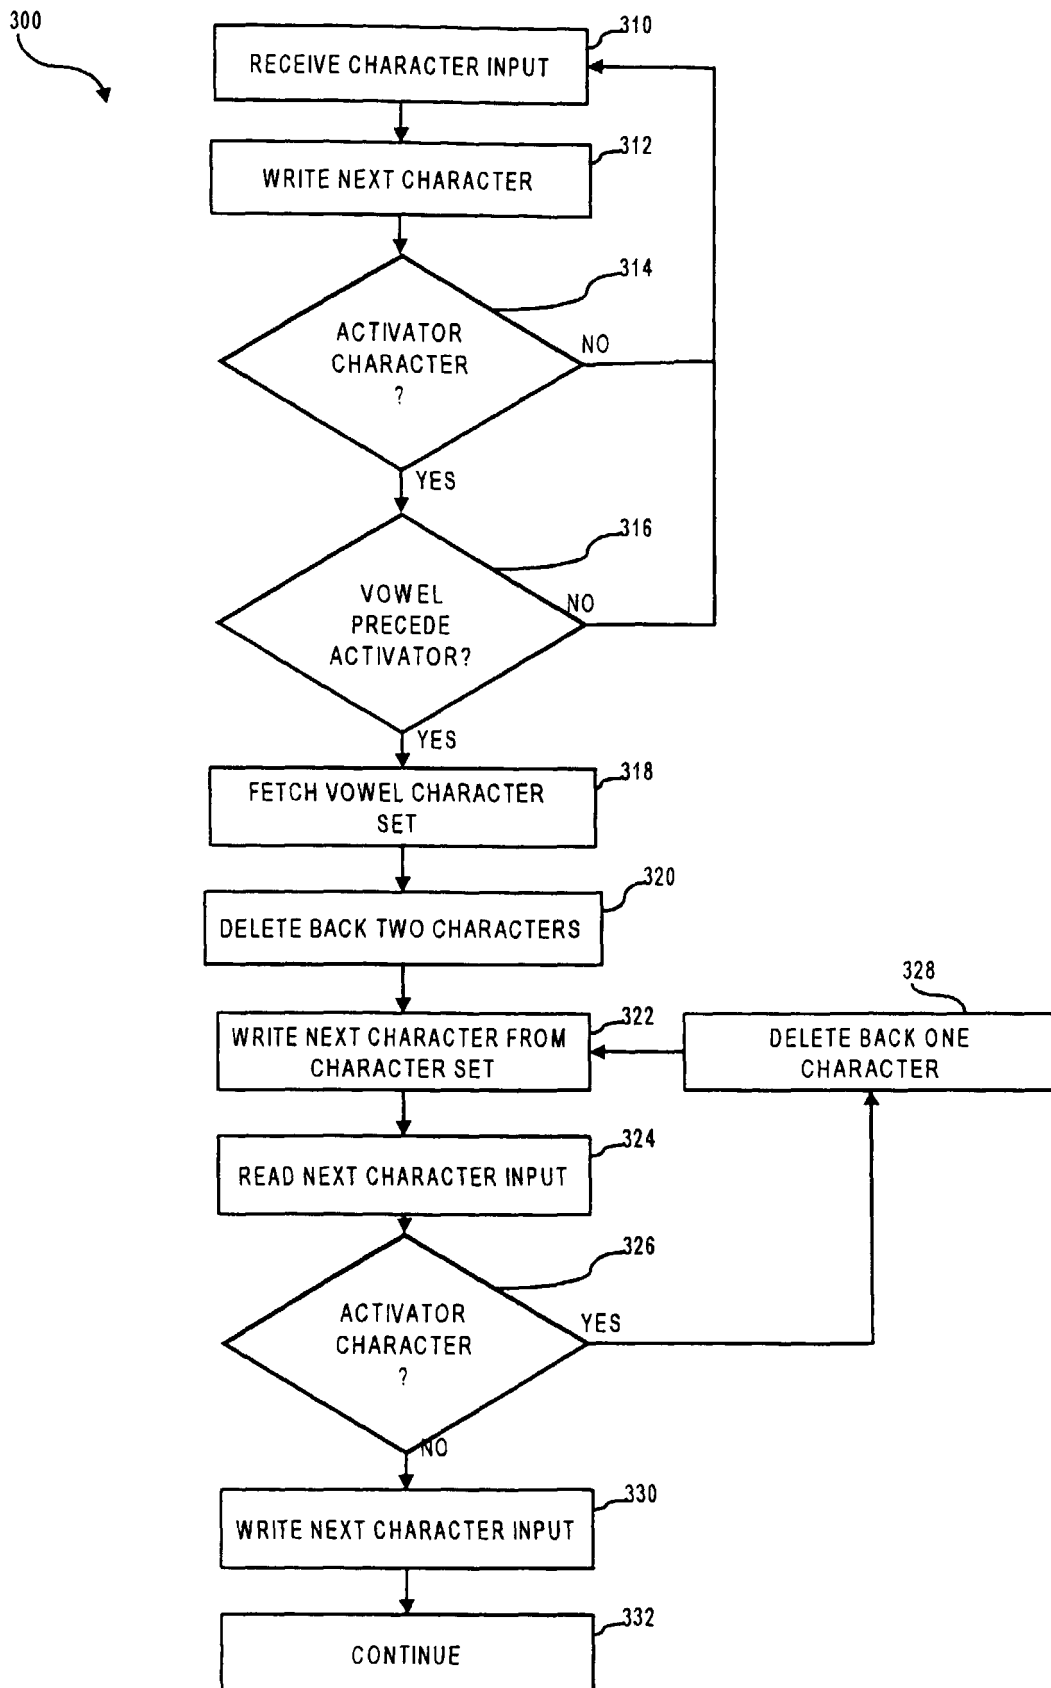 300
310
RECEIVE CHARACTER INPUT
312
WRITE NEXT CHARACTER
314
ACTIVATOR
CHARACTER
?
NO
YES
316
VOWEL
PRECEDE
ACTIVATOR?
NO
YES
318
FETCH VOWEL CHARACTER
SET
320
DELETE BACK TWO CHARACTERS
322
WRITE NEXT CHARACTER FROM
CHARACTER SET
328
DELETE BACK ONE
CHARACTER
324
READ NEXT CHARACTER INPUT
326
ACTIVATOR
CHARACTER
?
YES
NO
330
WRITE NEXT CHARACTER INPUT
332
CONTINUE